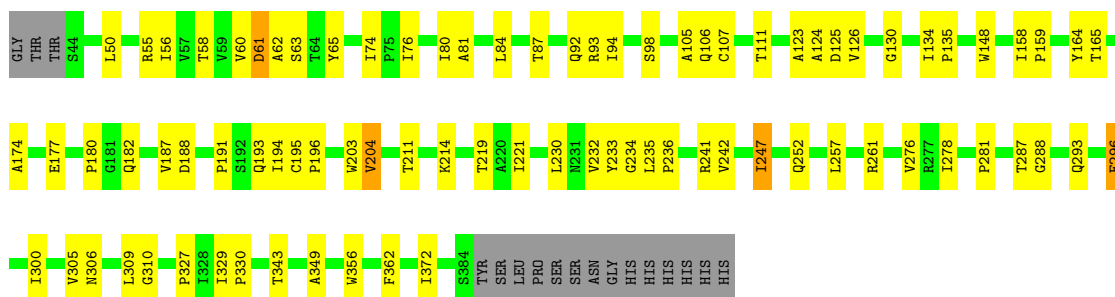 GLY THR THR S44 L50 R55 I56 V57 T58 V59 V60 D61 A62 S63 T64 Y65 I74 P75 I76 I80 A81 L84 T87 Q92 R93 I94 S98 A105 Q106 C107 T111 A123 A124 D125 V126 G130 I134 P135 W148 I158 P159 Y164 T165
A174 E177 P180 G181 Q182 V187 D188 P191 S192 Q193 I194 C195 P196 W203 V204 T211 K214 T219 A220 I221 L230 N231 V232 Y233 G234 L235 P236 R241 V242 I247 Q252 L257 R261 V276 R277 I278 P281 T287 G288 Q293
I300 V305 N306 L309 G310 P327 I328 I329 P330 T343 A349 W356 F362 I372 S384 TYR SER LEU PRO SER SER ASN GLY HIS HIS HIS HIS HIS HIS